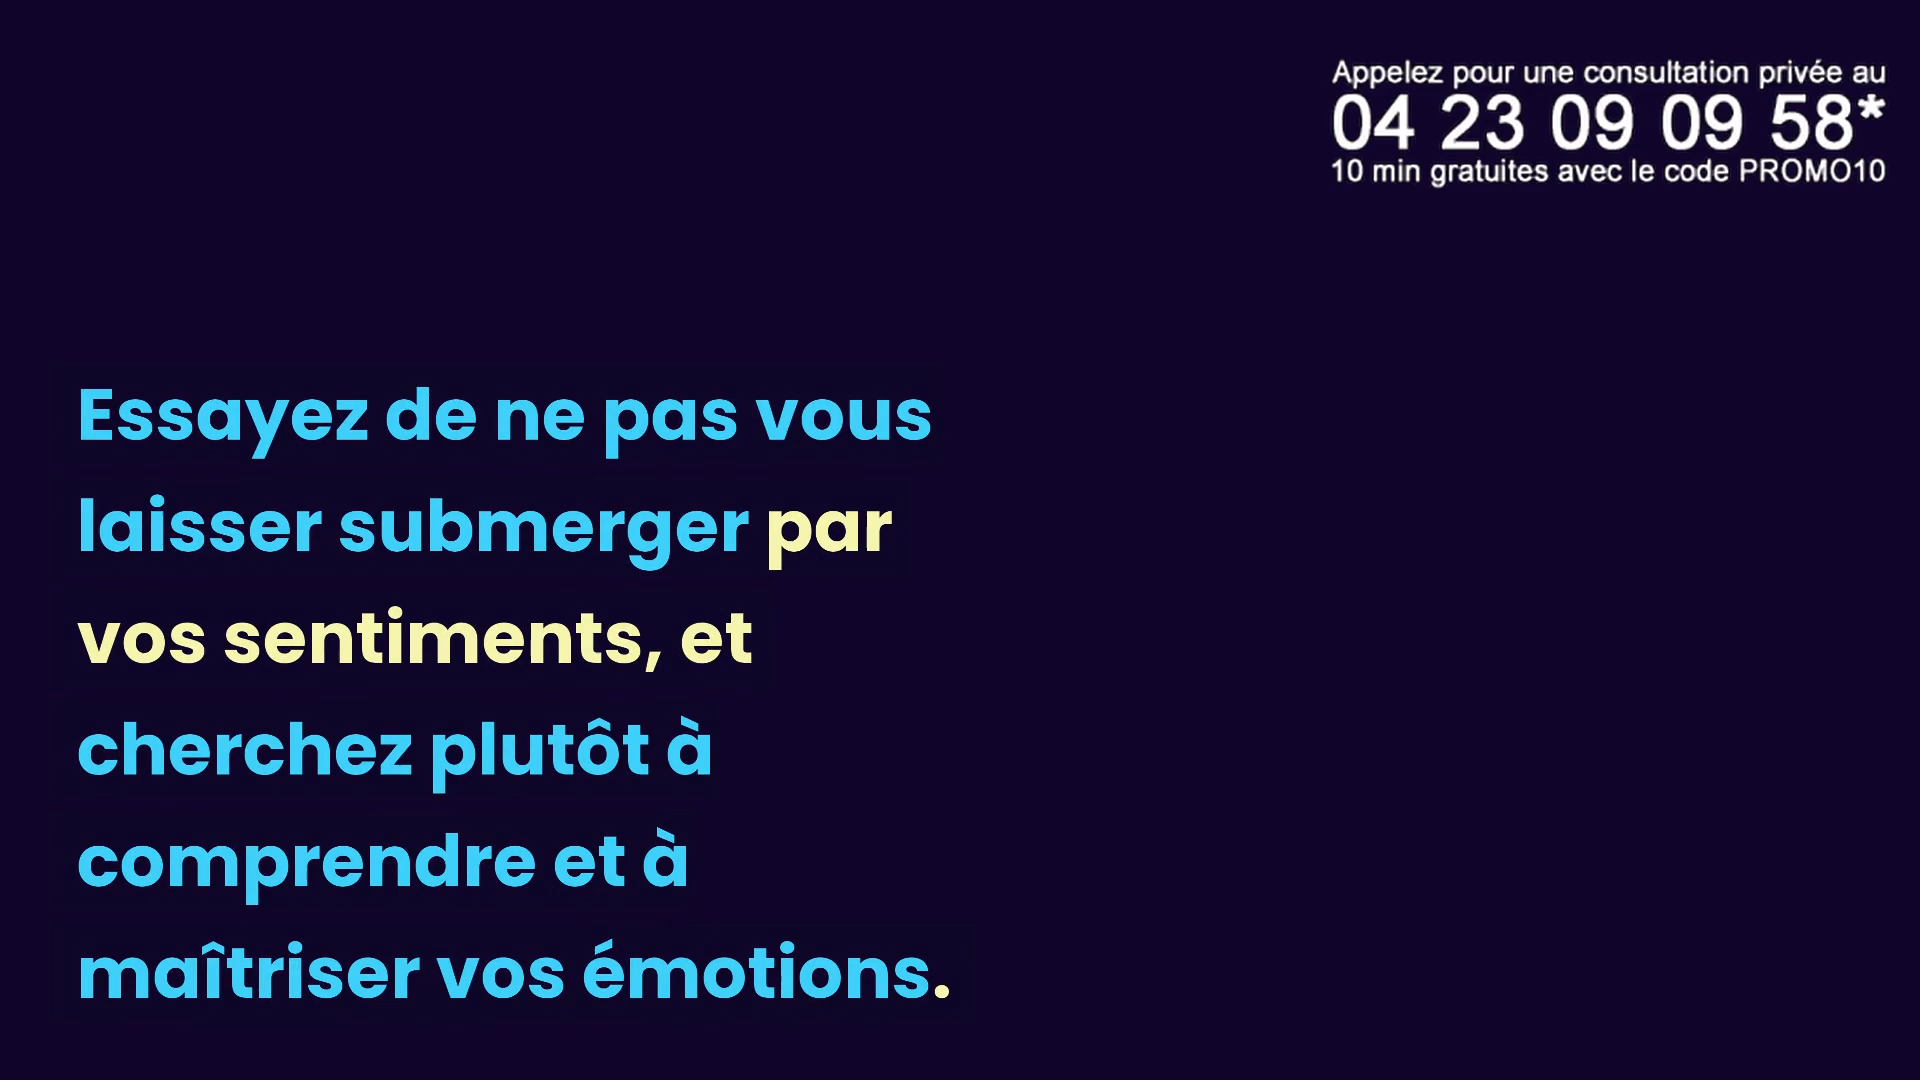 Appelez pour une consultation privée au
04 23 09 09 58*
10 min gratuites avec le code PROMO10
Essayez de ne pas vous
laisser submerger par
vos sentiments, et
cherchez plutôt à
comprendre et à
maîtriser vos émotions.